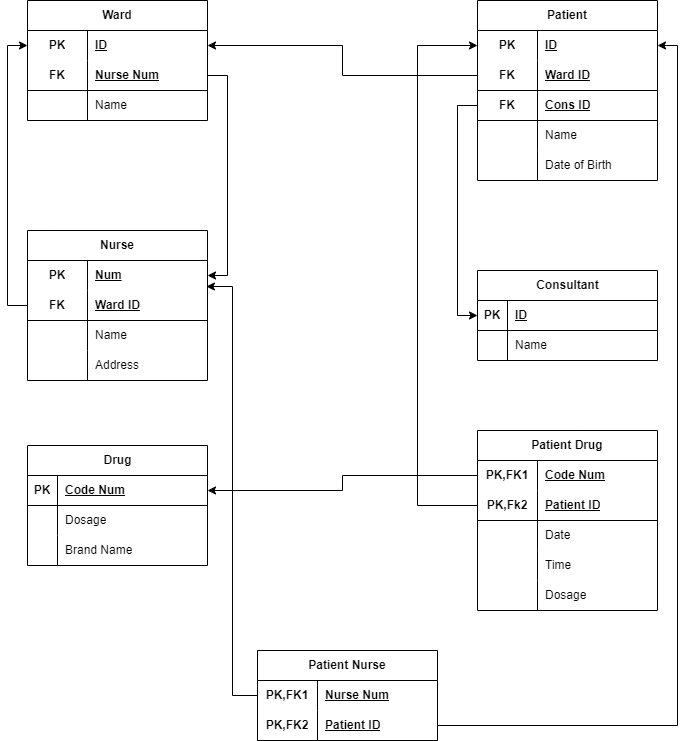 Ward
PK ID
FK Nurse Num
Name
Patient
PK ID
FK Ward ID
FK Cons ID
Name
Date of Birth
Nurse
PK Num
FK Ward ID
Name
Address
Consultant
PK ID
Name
Drug
PK Code Num
Dosage
Brand Name
Patient Drug
PK,FK1 Code Num
PK,Fk2 Patient ID
Date
Time
Dosage
Patient Nurse
PK,FK1 Nurse Num
PK,FK2 Patient ID